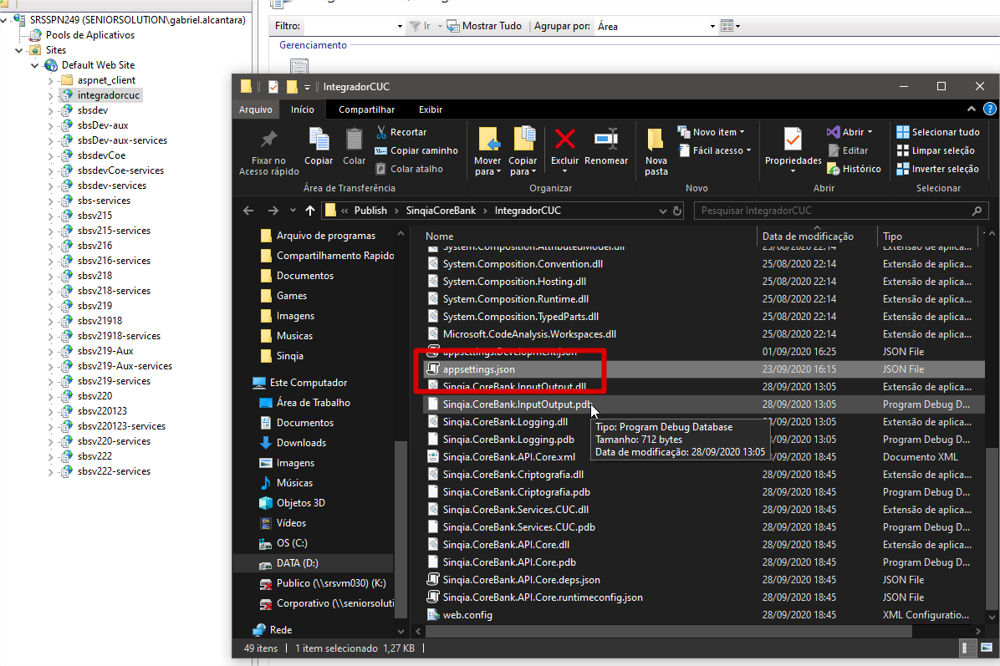 SRSSPN249 (SENIORSOLUTION\gabriel.alcantara)
Pools de Aplicativos
Sites
Default Web Site
aspnet_client
integradorcuc
sbsdev
sbsDev-aux
sbsDev-aux-services
sbsdevCoe
sbsdevCoe-services
sbsdev-services
sbs-services
sbsv215
sbsv215-services
sbsv216
sbsv216-services
sbsv218
sbsv218-services
sbsv219
sbsv21918
sbsv21918-services
sbsv219-Aux
sbsv219-Aux-services
sbsv219-services
sbsv220
sbsv220123
sbsv220123-services
sbsv220-services
sbsv222
sbsv222-services
Filtro: Ir Mostrar Tudo Agrupar por: Área
Gerenciamento
IntegradorCUC
Arquivo Início Compartilhar Exibir
Fixar no Acesso rápido
Copiar
Colar
Recortar
Copiar caminho
Colar atalho
Área de Transferência
Mover para
Copiar para
Excluir
Renomear
Organizar
Nova pasta
Novo item
Fácil acesso
Novo
Propriedades
Abrir
Editar
Histórico
Abrir
Selecionar tudo
Limpar seleção
Inverter seleção
Selecionar
« Publish > SinqiaCoreBank > IntegradorCUC
Pesquisar IntegradorCUC
Arquivo de programas
Compartilhamento Rapido
Documentos
Games
Imagens
Musicas
Sinqia
Este Computador
Área de Trabalho
Documentos
Downloads
Imagens
Músicas
Objetos 3D
Vídeos
OS (C:)
DATA (D:)
Publico (\\srsvm030) (K:)
Corporativo (\\seniorsoluti
Rede
Nome Data de modificação Tipo
System.Composition.AttributedModel.dll 25/08/2020 22:14 Extensão de aplica...
System.Composition.Convention.dll 25/08/2020 22:14 Extensão de aplica...
System.Composition.Hosting.dll 25/08/2020 22:14 Extensão de aplica...
System.Composition.Runtime.dll 25/08/2020 22:14 Extensão de aplica...
System.Composition.TypedParts.dll 25/08/2020 22:14 Extensão de aplica...
Microsoft.CodeAnalysis.Workspaces.dll 25/08/2020 22:14 Extensão de aplica...
appsettings.Development.json 01/09/2020 16:25 JSON File
appsettings.json 23/09/2020 16:15 JSON File
Sinqia.CoreBank.InputOutput.dll 28/09/2020 13:05 Extensão de aplica...
Sinqia.CoreBank.InputOutput.pdb 28/09/2020 13:05 Program Debug D...
Sinqia.CoreBank.Logging.dll 28/09/2020 13:05 Extensão de aplica...
Sinqia.CoreBank.Logging.pdb 28/09/2020 13:05 Program Debug D...
Sinqia.CoreBank.API.Core.xml 28/09/2020 18:45 Documento XML
Sinqia.CoreBank.Criptografia.dll 28/09/2020 18:45 Extensão de aplica...
Sinqia.CoreBank.Criptografia.pdb 28/09/2020 18:45 Program Debug D...
Sinqia.CoreBank.Services.CUC.dll 28/09/2020 18:45 Extensão de aplica...
Sinqia.CoreBank.Services.CUC.pdb 28/09/2020 18:45 Program Debug D...
Sinqia.CoreBank.API.Core.dll 28/09/2020 18:45 Extensão de aplica...
Sinqia.CoreBank.API.Core.pdb 28/09/2020 18:45 Program Debug D...
Sinqia.CoreBank.API.Core.deps.json 28/09/2020 18:45 JSON File
Sinqia.CoreBank.API.Core.runtimeconfig.json 28/09/2020 18:45 JSON File
web.config 28/09/2020 18:45 XML Configuratio...
Tipo: Program Debug Database
Tamanho: 712 bytes
Data de modificação: 28/09/2020 13:05
49 itens 1 item selecionado 1,27 KB